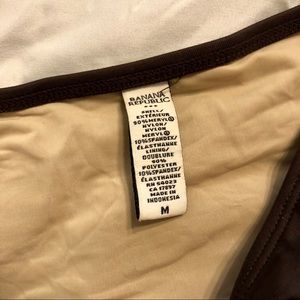 BANANA
REPUBLIC
***
SHELL/
EXTÉRIEUR
90%MERYL®
NYLON/
NYLON
MERYL®
10%SPANDEX/
ÉLASTHANNE
LINING/
DOUBLURE
90%
POLYESTER
10%SPANDEX/
ÉLASTHANNE
RN 54023
CA 17897
MADE IN
INDONESIA
M